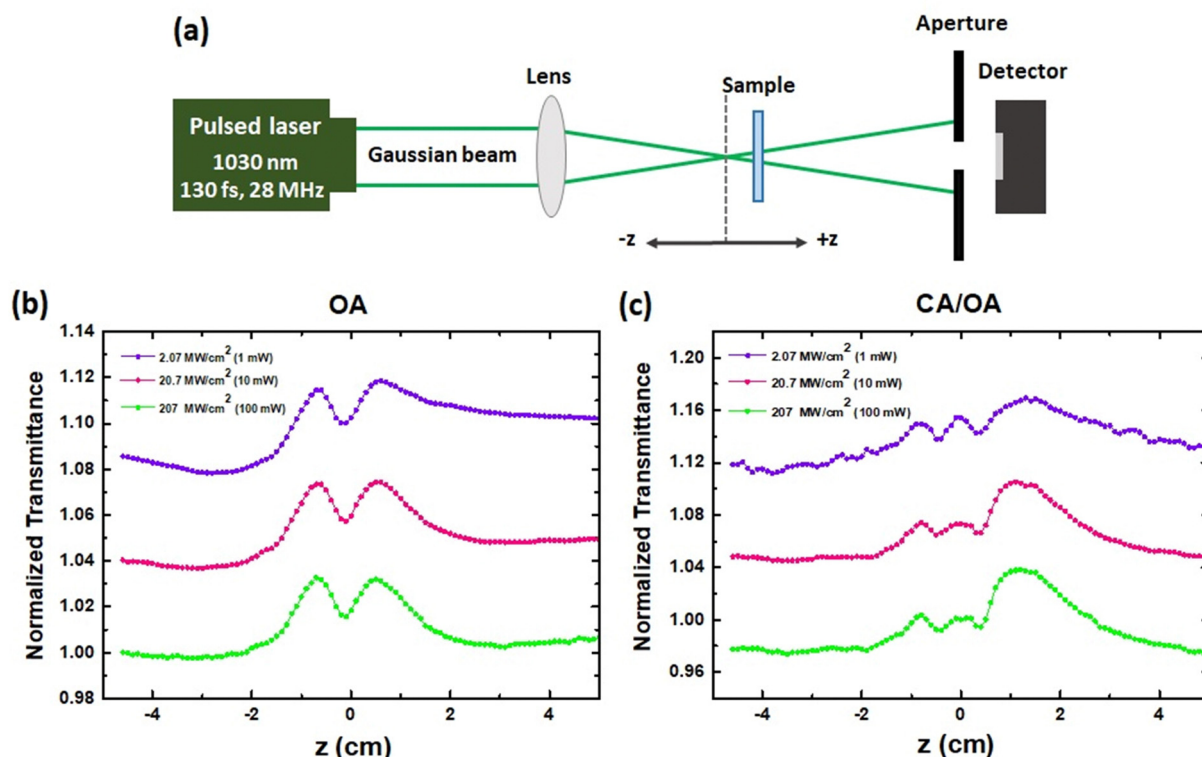 (a)
Pulsed laser
1030 nm
130 fs, 28 MHz
Gaussian beam
Lens
Sample
Aperture
Detector
-z
+z
(b)
OA
Normalized Transmittance
1.14
1.12
1.10
1.08
1.06
1.04
1.02
1.00
0.98
2.07 MW/cm² (1 mW)
20.7 MW/cm² (10 mW)
207 MW/cm² (100 mW)
-4 -2 0 2 4
z (cm)
(c)
CA/OA
Normalized Transmittance
1.20
1.16
1.12
1.08
1.04
1.00
0.96
2.07 MW/cm² (1 mW)
20.7 MW/cm² (10 mW)
207 MW/cm² (100 mW)
-4 -2 0 2 4
z (cm)